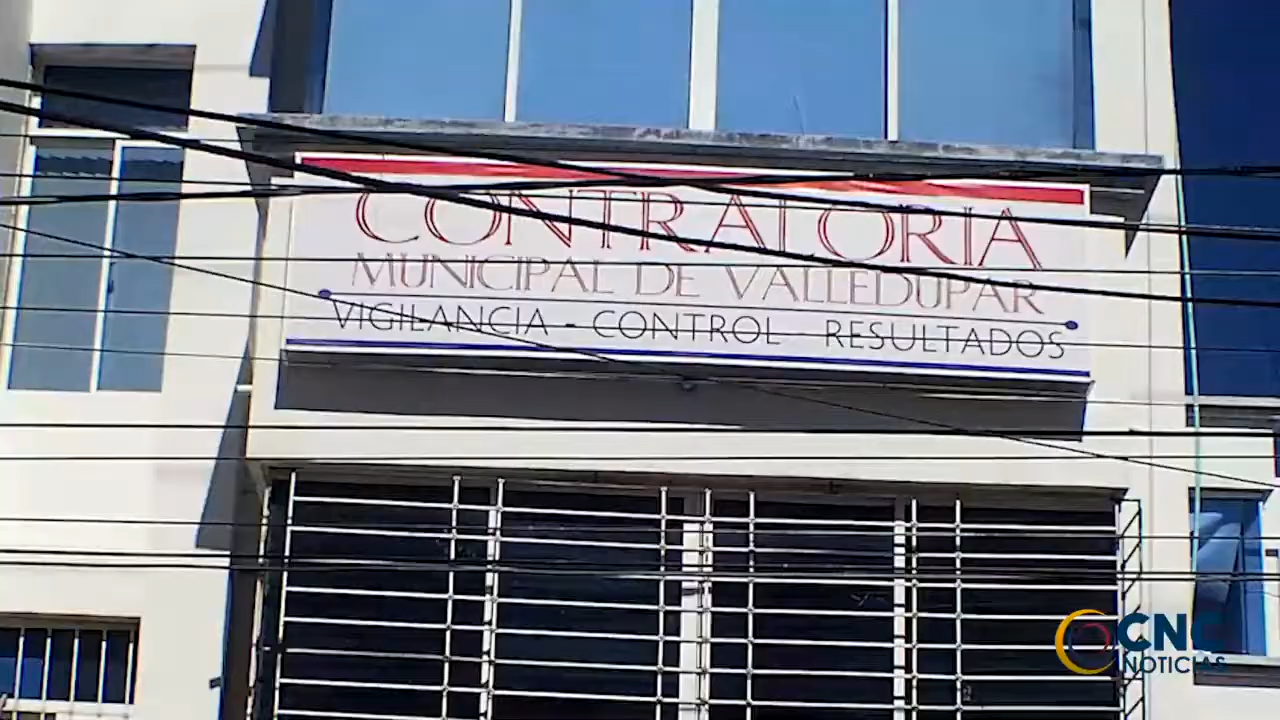 CONTRALORIA
MUNICIPAL DE VALLEDUPAR
VIGILANCIA - CONTROL - RESULTADOS
CNC
NOTICIAS